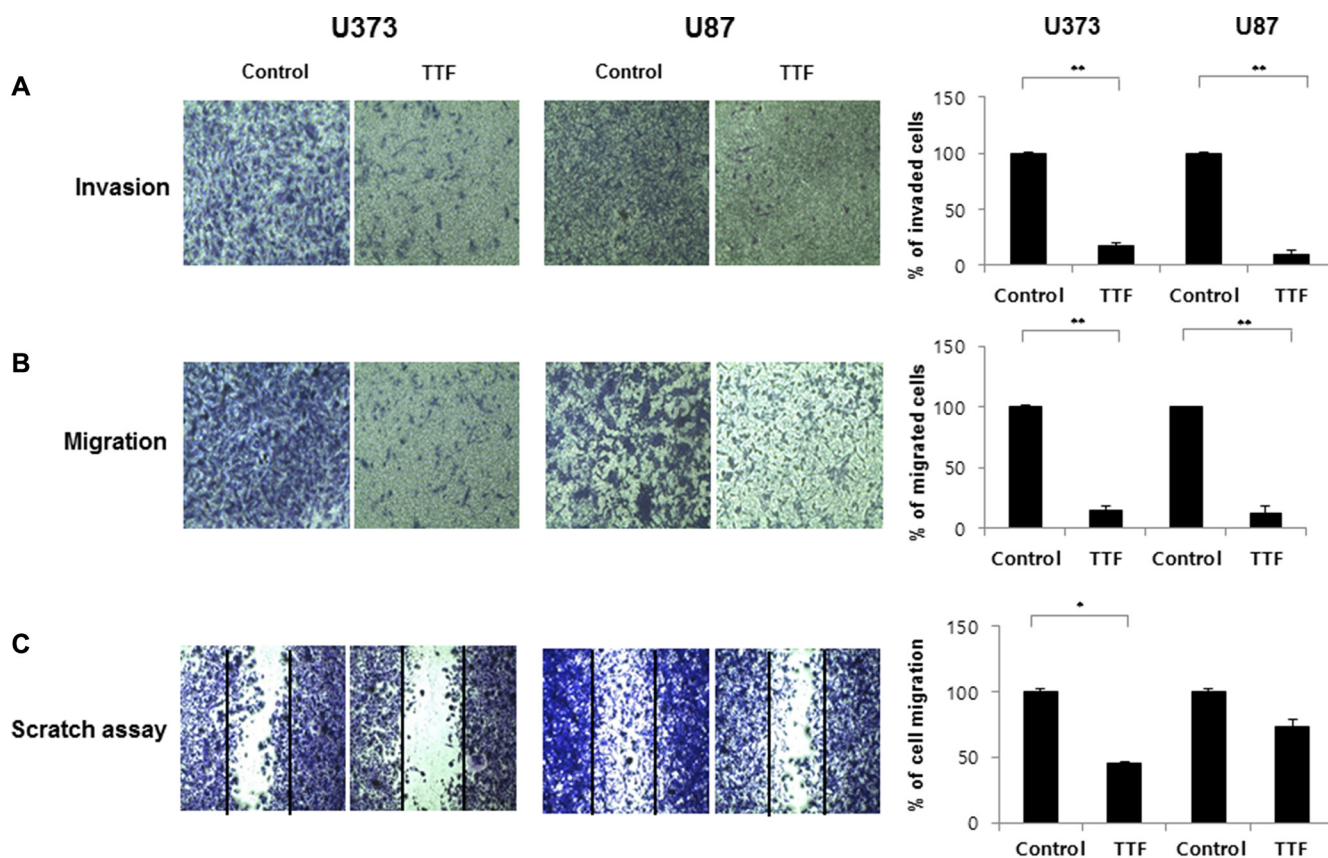 U373 U87 U373 U87
Control TTF Control TTF
A
Invasion
% of invaded cells
150
100
50
0
**
**
Control TTF Control TTF
B
Migration
% of migrated cells
150
100
50
0
**
**
Control TTF Control TTF
C
Scratch assay
% of cell migration
150
100
50
0
*
Control TTF Control TTF